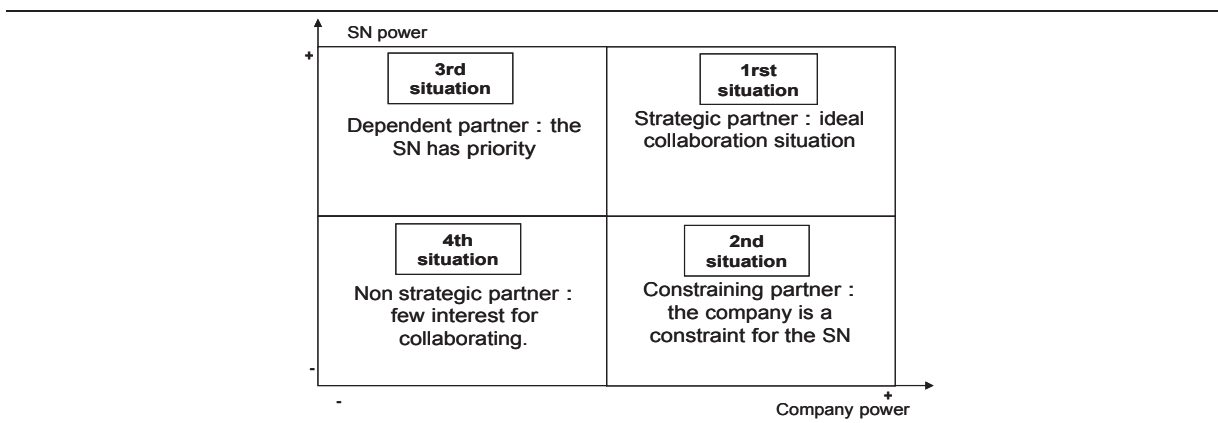 SN power
+
3rd
situation
Dependent partner : the
SN has priority
1rst
situation
Strategic partner : ideal
collaboration situation
4th
situation
Non strategic partner :
few interest for
collaborating.
2nd
situation
Constraining partner :
the company is a
constraint for the SN
-
-
+
Company power